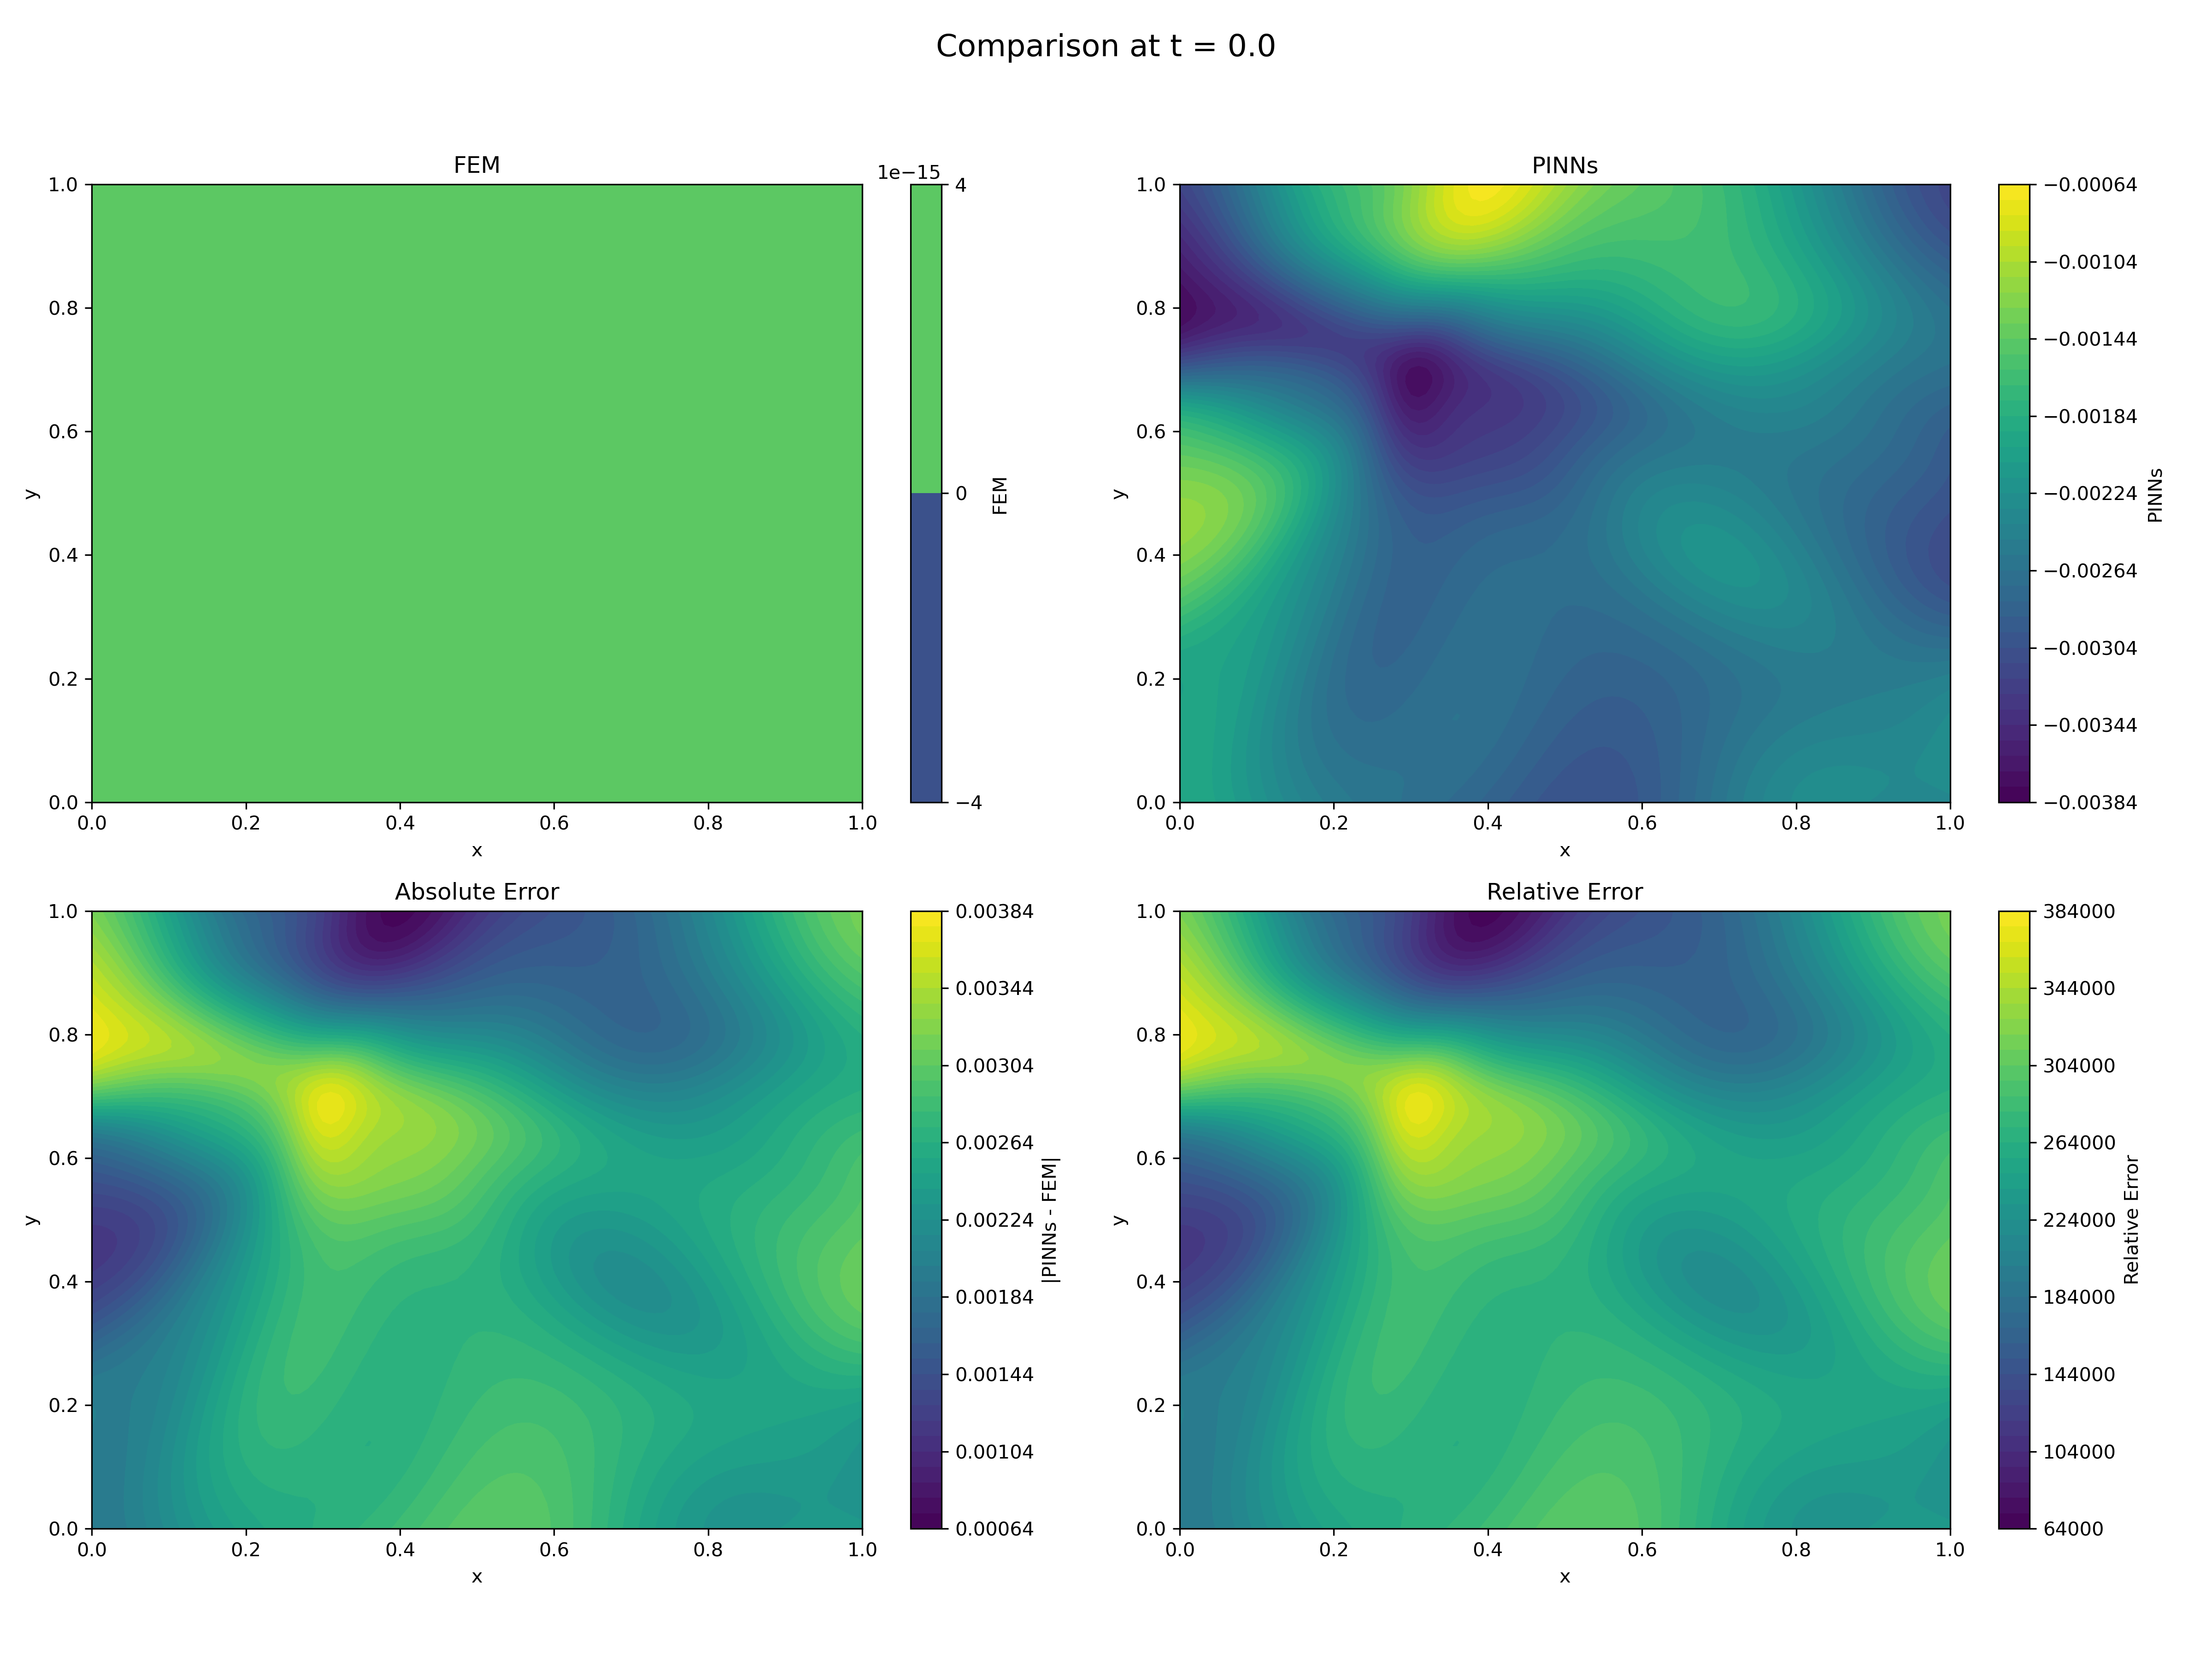 Comparison at t = 0.0
FEM
1.0
0.8
0.6
0.4
0.2
0.0
y
0.0 0.2 0.4 0.6 0.8 1.0
x
1e−15
4
0
−4
FEM
PINNs
1.0
0.8
0.6
0.4
0.2
0.0
y
0.0 0.2 0.4 0.6 0.8 1.0
x
−0.00064
−0.00104
−0.00144
−0.00184
−0.00224
−0.00264
−0.00304
−0.00344
−0.00384
PINNs
Absolute Error
1.0
0.8
0.6
0.4
0.2
0.0
y
0.0 0.2 0.4 0.6 0.8 1.0
x
0.00384
0.00344
0.00304
0.00264
0.00224
0.00184
0.00144
0.00104
0.00064
|PINNs - FEM|
Relative Error
1.0
0.8
0.6
0.4
0.2
0.0
y
0.0 0.2 0.4 0.6 0.8 1.0
x
384000
344000
304000
264000
224000
184000
144000
104000
64000
Relative Error